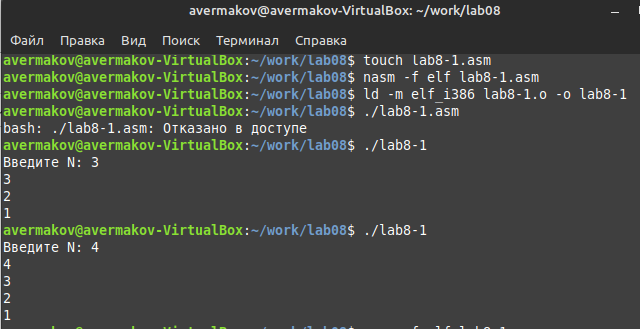 avermakov@avermakov-VirtualBox: ~/work/lab08
Файл Правка Вид Поиск Терминал Справка
avermakov@avermakov-VirtualBox:~/work/lab08$ touch lab8-1.asm
avermakov@avermakov-VirtualBox:~/work/lab08$ nasm -f elf lab8-1.asm
avermakov@avermakov-VirtualBox:~/work/lab08$ ld -m elf_i386 lab8-1.o -o lab8-1
avermakov@avermakov-VirtualBox:~/work/lab08$ ./lab8-1.asm
bash: ./lab8-1.asm: Отказано в доступе
avermakov@avermakov-VirtualBox:~/work/lab08$ ./lab8-1
Введите N: 3
3
2
1
avermakov@avermakov-VirtualBox:~/work/lab08$ ./lab8-1
Введите N: 4
4
3
2
1